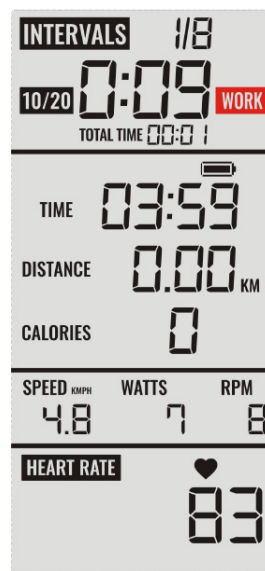 INTERVALS 1/8
10/20 0:09 WORK
TOTAL TIME 00:01
TIME 03:59
DISTANCE 0.00 KM
CALORIES 0
SPEED KMPH WATTS RPM
4.8 7 8
HEART RATE
83